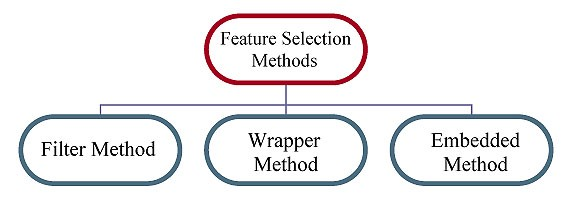 Feature Selection
Methods
Filter Method
Wrapper
Method
Embedded
Method